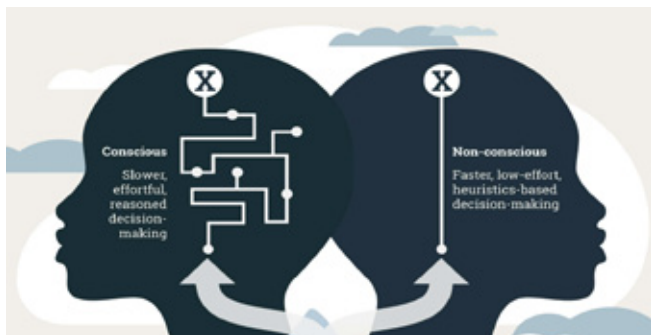 X
Conscious
Slower,
effortful,
reasoned
decision-
making
X
Non-conscious
Faster, low-effort,
heuristics-based
decision-making